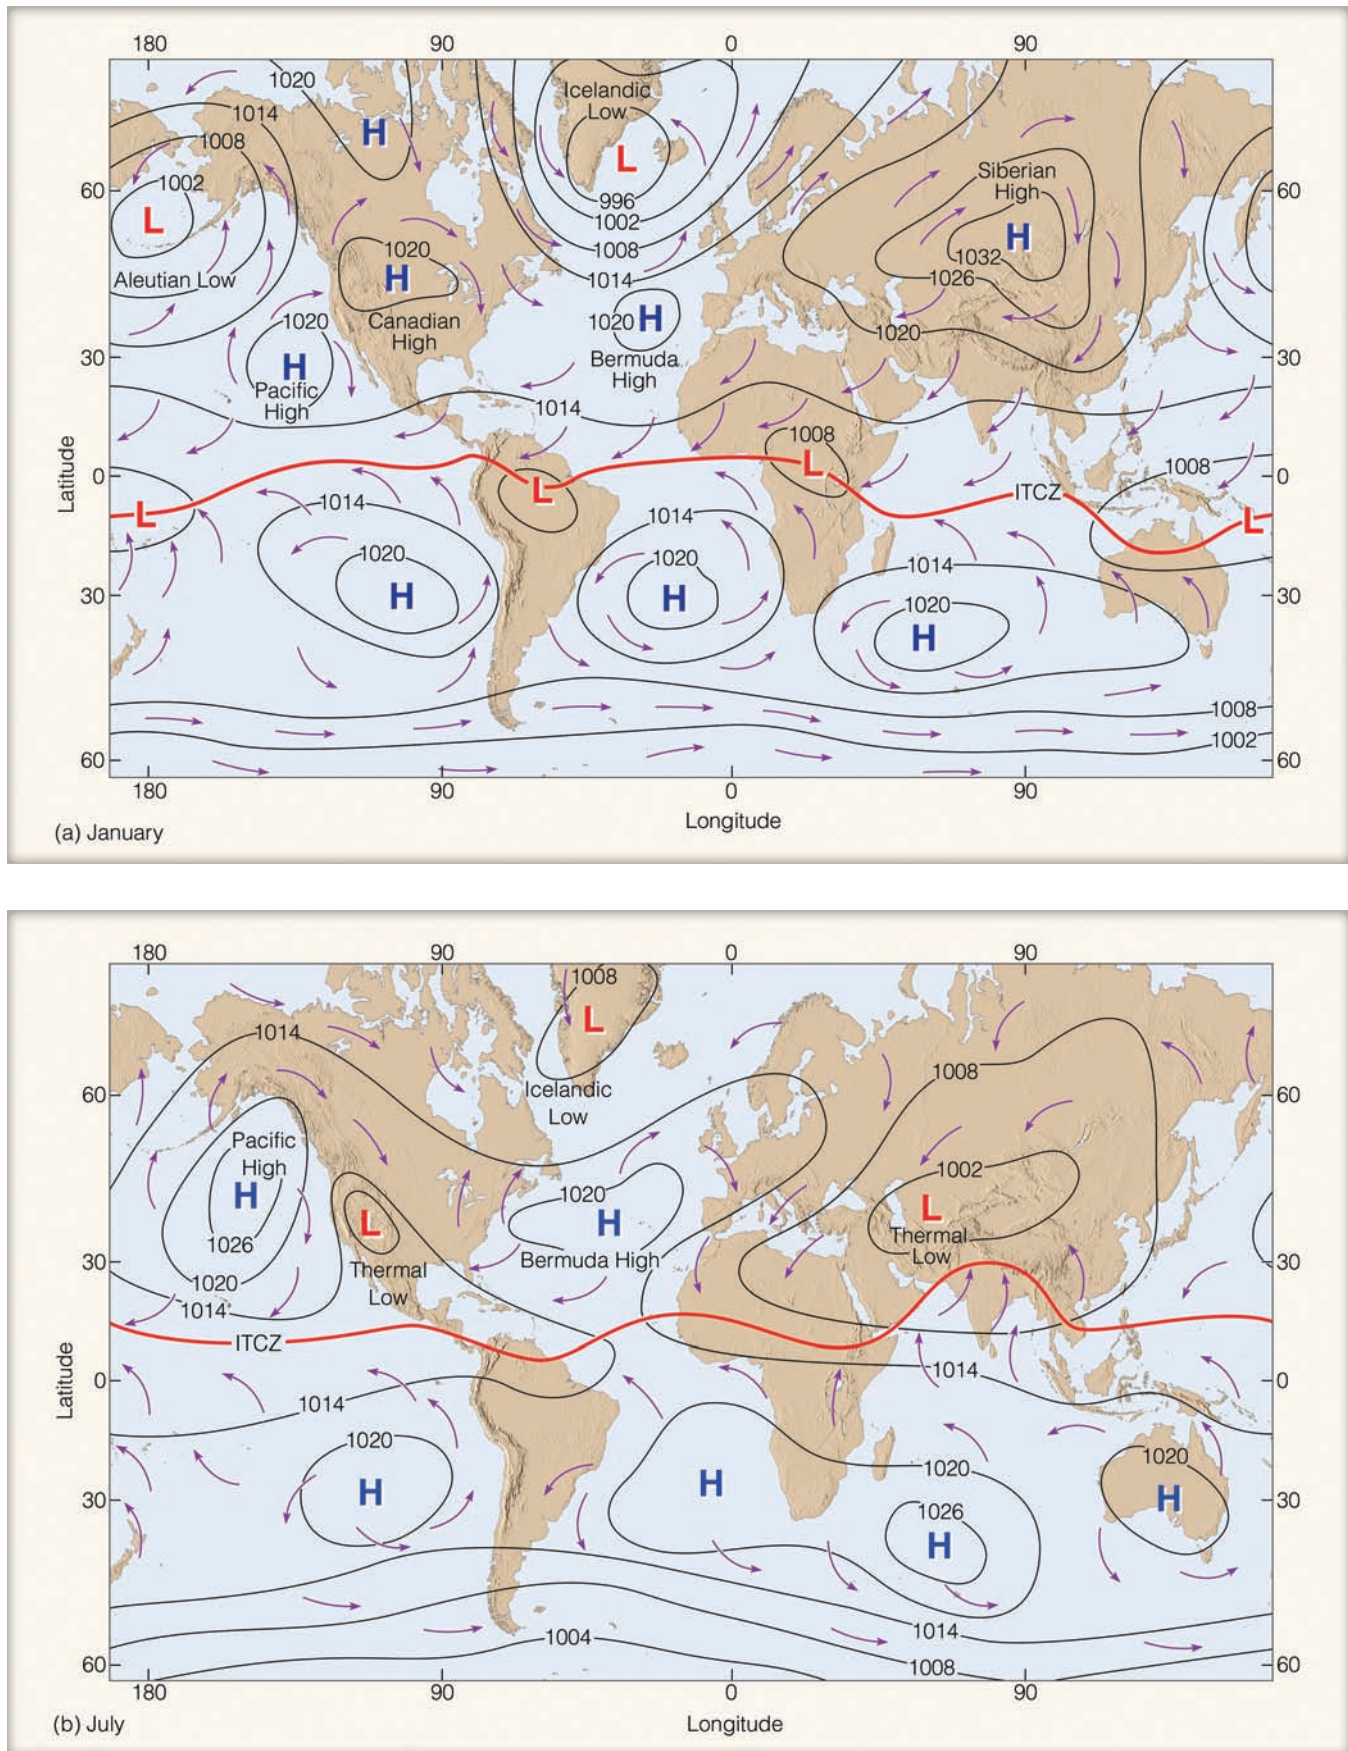 180 90 0 90
1020
Icelandic
Low
1014
H
1008
L
Siberian
High
60 60
1002
996
L
1002
H
1020
1008
1032
H
1014
1026
Aleutian Low
1020
H
1020
1020
Canadian
High
30 30
H
Bermuda
High
Pacific
High
1014
1008
L
1008
0 0
L
ITCZ
L
L
1014
1014
1020
1020
1014
30 30
H
H
1020
H
1008
1002
60 60
180 90 0 90
Latitude
Longitude
(a) January
180 90 0 90
1008
L
1014
1008
60 60
Icelandic
Low
Pacific
High
1002
H
1020
L
L
H
Thermal
Low
1026
Bermuda High
30 30
Thermal
Low
1020
1014
ITCZ
1014
0 0
1014
1020
1020
1020
H
H
H
30 30
1026
H
1014
1004
1008
60 60
180 90 0 90
Latitude
Longitude
(b) July